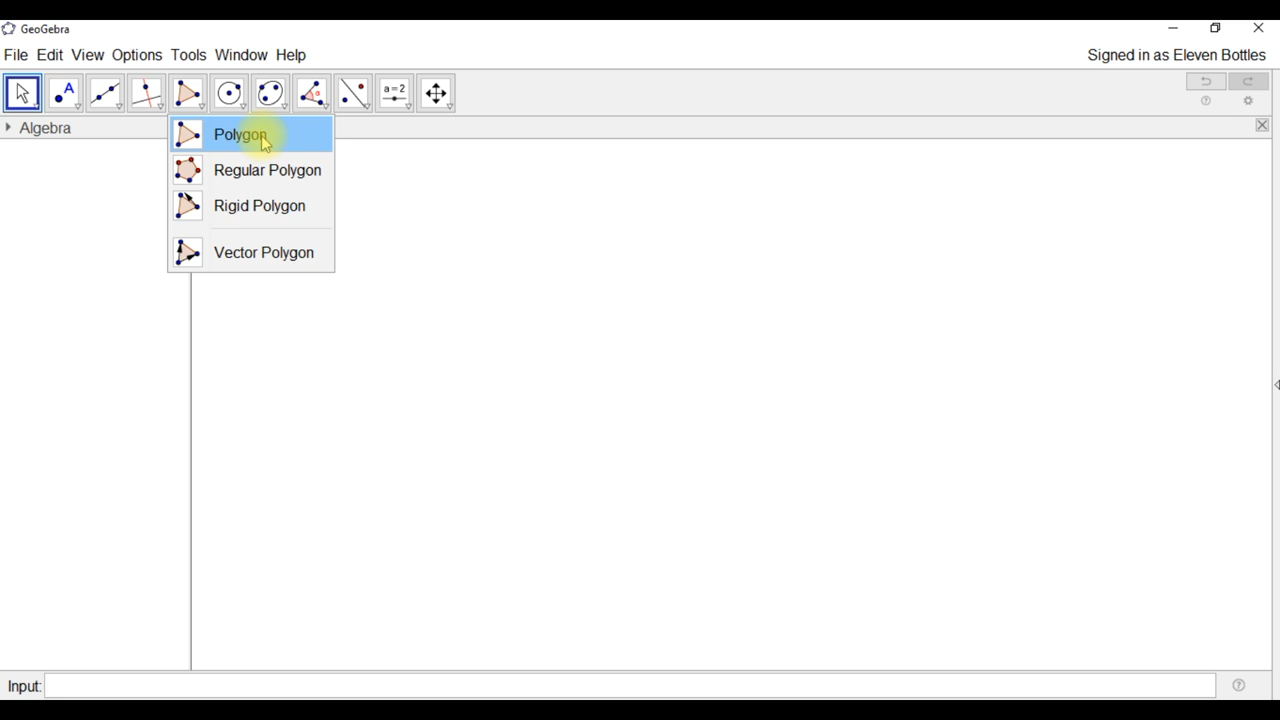 GeoGebra
File Edit View Options Tools Window Help
Signed in as Eleven Bottles
A
α
a=2
Algebra
Polygon
Regular Polygon
Rigid Polygon
Vector Polygon
Input: